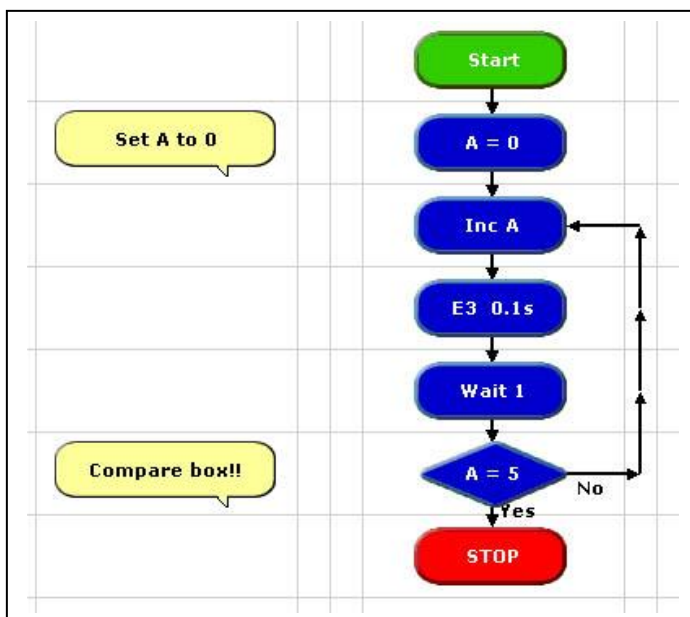 Start
Set A to 0
A = 0
Inc A
E3 0.1s
Wait 1
Compare box!!
A = 5
No
Yes
STOP